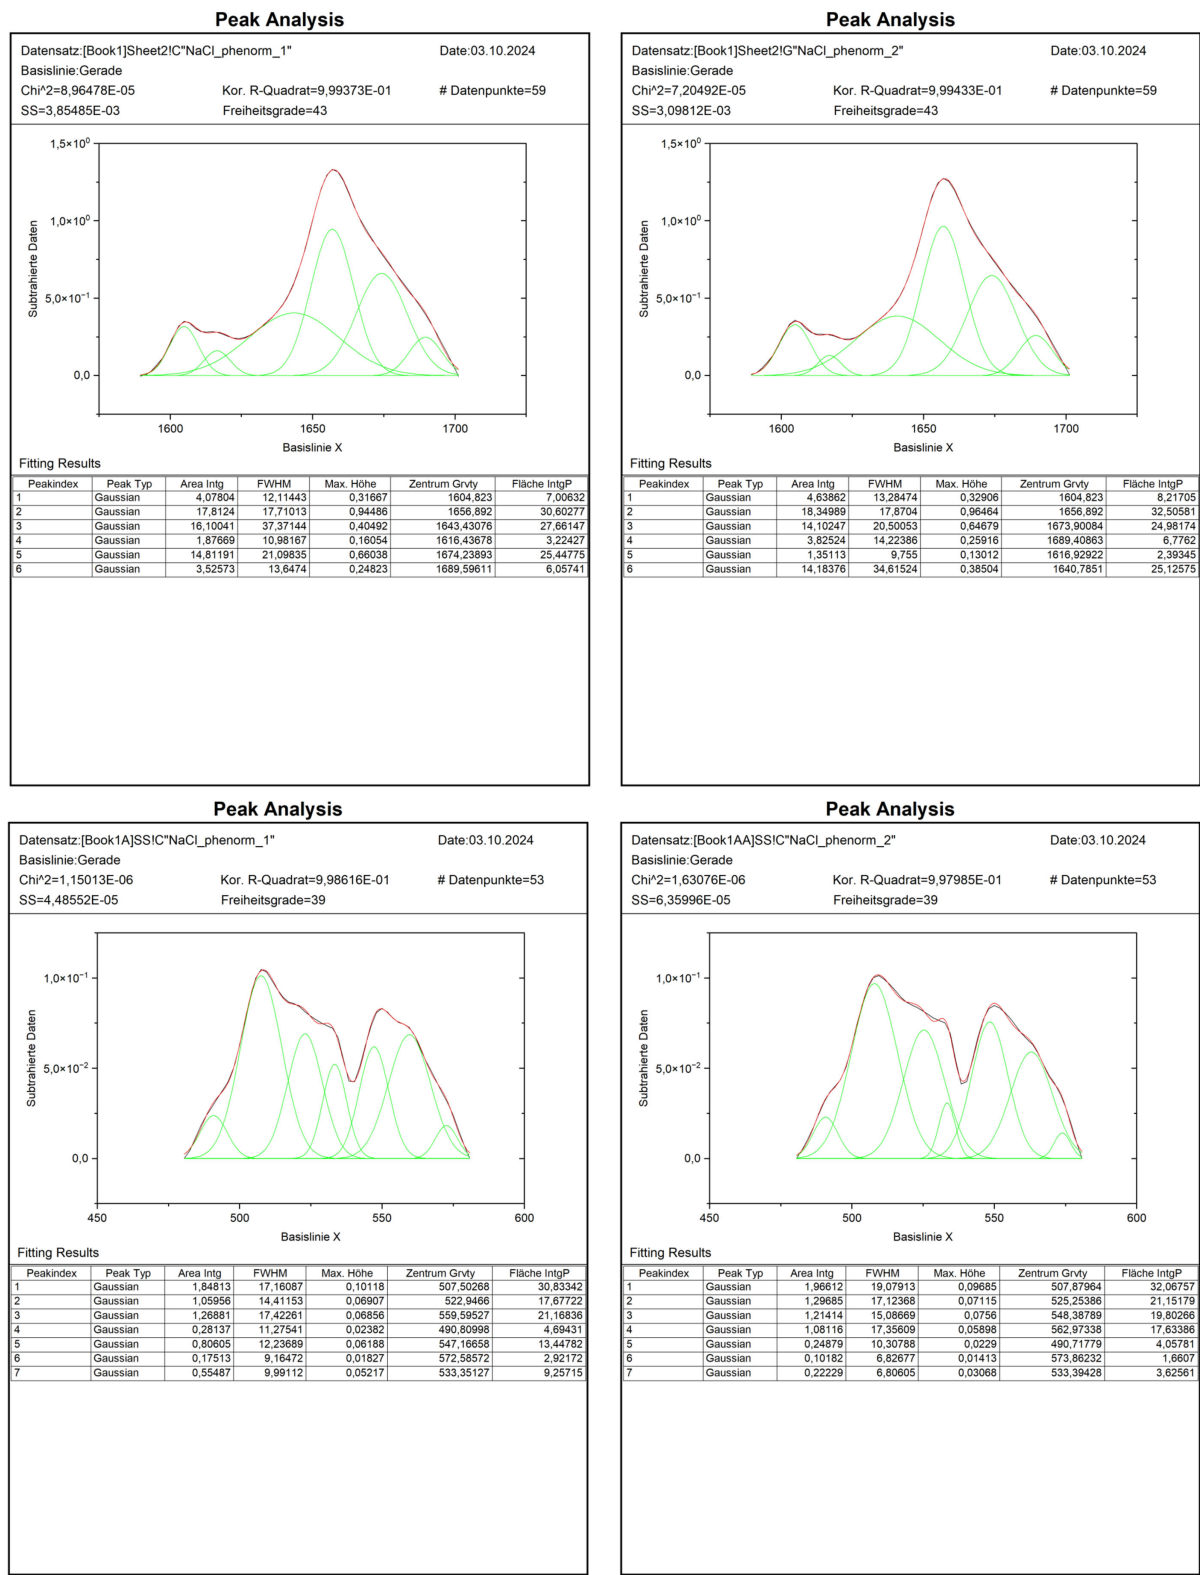 Peak Analysis
Datensatz:[Book1]Sheet2!C"NaCl_phenorm_1" Date:03.10.2024
Basislinie:Gerade
Chi^2=8,96478E-05 Kor. R-Quadrat=9,99373E-01 # Datenpunkte=59
SS=3,85485E-03 Freiheitsgrade=43
1,5×10⁰
1,0×10⁰
5,0×10⁻¹
0,0
Subtrahierte Daten
1600 1650 1700
Basislinie X
Fitting Results
Peakindex Peak Typ Area Intg FWHM Max. Höhe Zentrum Grvty Fläche IntgP
1 Gaussian 4,07804 12,11443 0,31667 1604,823 7,00632
2 Gaussian 17,8124 17,71013 0,94486 1656,892 30,60277
3 Gaussian 16,10041 37,37144 0,40492 1643,43076 27,66147
4 Gaussian 1,87669 10,98167 0,16054 1616,43678 3,22427
5 Gaussian 14,81191 21,09835 0,66038 1674,23893 25,44775
6 Gaussian 3,52573 13,6474 0,24823 1689,59611 6,05741
Peak Analysis
Datensatz:[Book1]Sheet2!G"NaCl_phenorm_2" Date:03.10.2024
Basislinie:Gerade
Chi^2=7,20492E-05 Kor. R-Quadrat=9,99433E-01 # Datenpunkte=59
SS=3,09812E-03 Freiheitsgrade=43
1,5×10⁰
1,0×10⁰
5,0×10⁻¹
0,0
Subtrahierte Daten
1600 1650 1700
Basislinie X
Fitting Results
Peakindex Peak Typ Area Intg FWHM Max. Höhe Zentrum Grvty Fläche IntgP
1 Gaussian 4,63862 13,28474 0,32906 1604,823 8,21705
2 Gaussian 18,34989 17,8704 0,96464 1656,892 32,50581
3 Gaussian 14,10247 20,50053 0,64679 1673,90084 24,98174
4 Gaussian 3,82524 14,22386 0,25916 1689,40863 6,7762
5 Gaussian 1,35113 9,755 0,13012 1616,92922 2,39345
6 Gaussian 14,18376 34,61524 0,38504 1640,7851 25,12575
Peak Analysis
Datensatz:[Book1A]SS!C"NaCl_phenorm_1" Date:03.10.2024
Basislinie:Gerade
Chi^2=1,15013E-06 Kor. R-Quadrat=9,98616E-01 # Datenpunkte=53
SS=4,48552E-05 Freiheitsgrade=39
1,0×10⁻¹
5,0×10⁻²
0,0
Subtrahierte Daten
450 500 550 600
Basislinie X
Fitting Results
Peakindex Peak Typ Area Intg FWHM Max. Höhe Zentrum Grvty Fläche IntgP
1 Gaussian 1,84813 17,16087 0,10118 507,50268 30,83342
2 Gaussian 1,05956 14,41153 0,06907 522,9466 17,67722
3 Gaussian 1,26881 17,42261 0,06856 559,59527 21,16836
4 Gaussian 0,28137 11,27541 0,02382 490,80998 4,69431
5 Gaussian 0,80605 12,23689 0,06188 547,16658 13,44782
6 Gaussian 0,17513 9,16472 0,01827 572,58572 2,92172
7 Gaussian 0,55487 9,99112 0,05217 533,35127 9,25715
Peak Analysis
Datensatz:[Book1AA]SS!C"NaCl_phenorm_2" Date:03.10.2024
Basislinie:Gerade
Chi^2=1,63076E-06 Kor. R-Quadrat=9,97985E-01 # Datenpunkte=53
SS=6,35996E-05 Freiheitsgrade=39
1,0×10⁻¹
5,0×10⁻²
0,0
Subtrahierte Daten
450 500 550 600
Basislinie X
Fitting Results
Peakindex Peak Typ Area Intg FWHM Max. Höhe Zentrum Grvty Fläche IntgP
1 Gaussian 1,96612 19,07913 0,09685 507,87964 32,06757
2 Gaussian 1,29685 17,12368 0,07115 525,25386 21,15179
3 Gaussian 1,21414 15,08669 0,0756 548,38789 19,80266
4 Gaussian 1,08116 17,35609 0,05898 562,97338 17,63386
5 Gaussian 0,24879 10,30788 0,0229 490,71779 4,05781
6 Gaussian 0,10182 6,82677 0,01413 573,86232 1,6607
7 Gaussian 0,22229 6,80605 0,03068 533,39428 3,62561